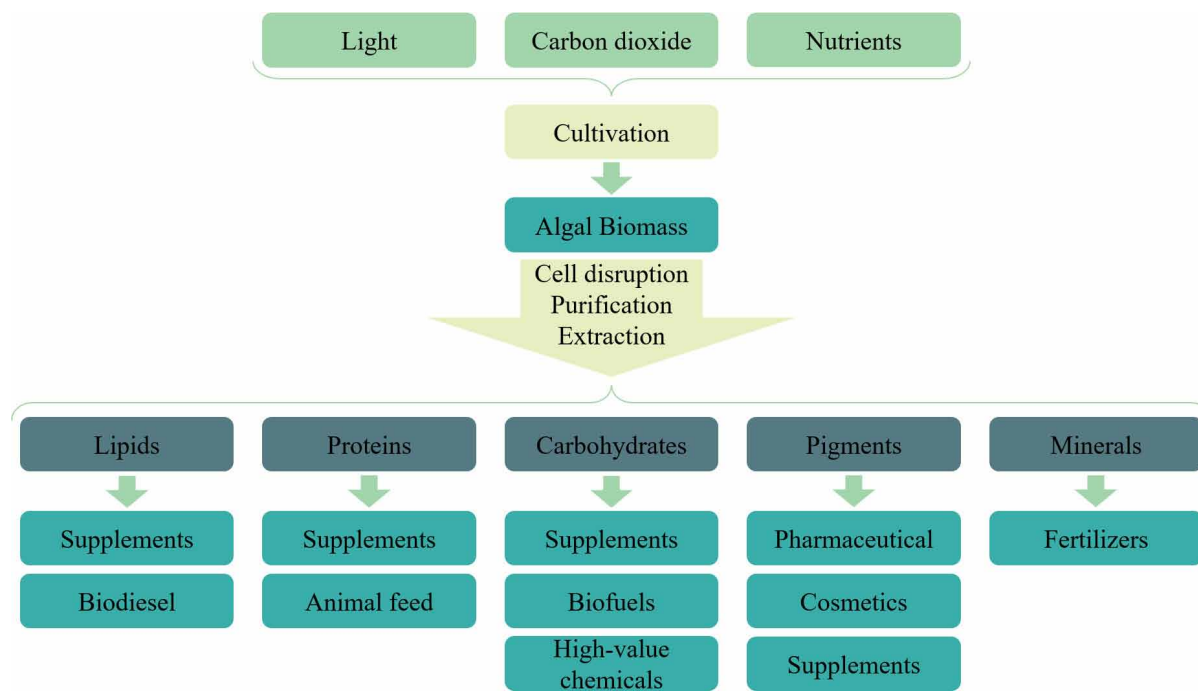 Light
Carbon dioxide
Nutrients
Cultivation
Algal Biomass
Cell disruption
Purification
Extraction
Lipids
Proteins
Carbohydrates
Pigments
Minerals
Supplements
Supplements
Supplements
Pharmaceutical
Fertilizers
Biodiesel
Animal feed
Biofuels
Cosmetics
High-value
chemicals
Supplements